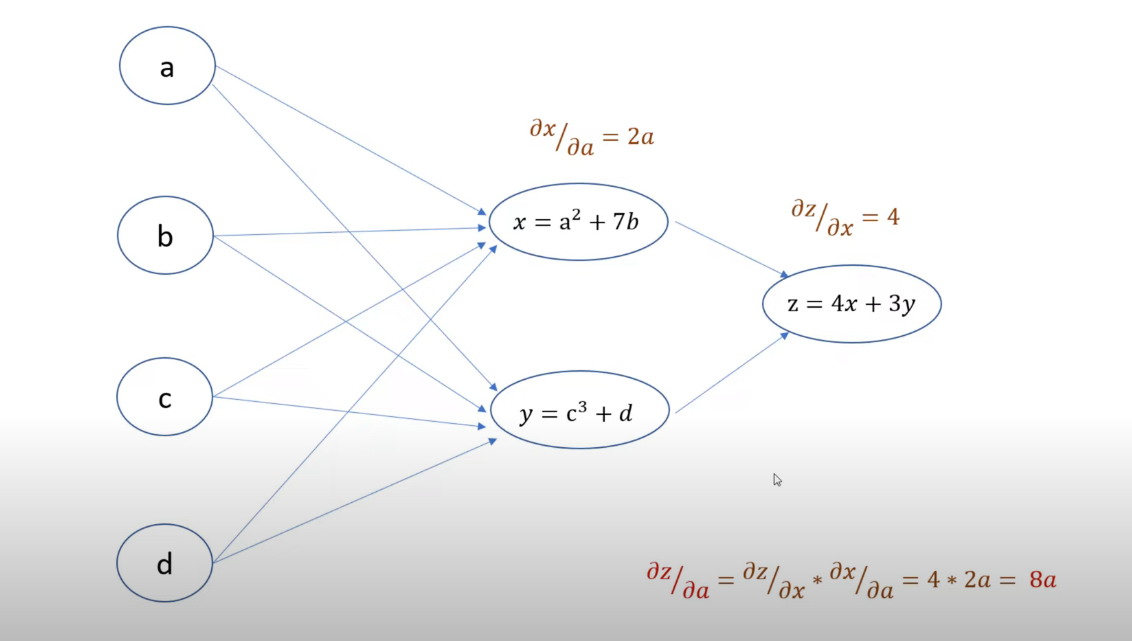 a
b
c
d
∂x/∂a = 2a
x = a² + 7b
y = c³ + d
∂z/∂x = 4
z = 4x + 3y
∂z/∂a = ∂z/∂x * ∂x/∂a = 4 * 2a = 8a